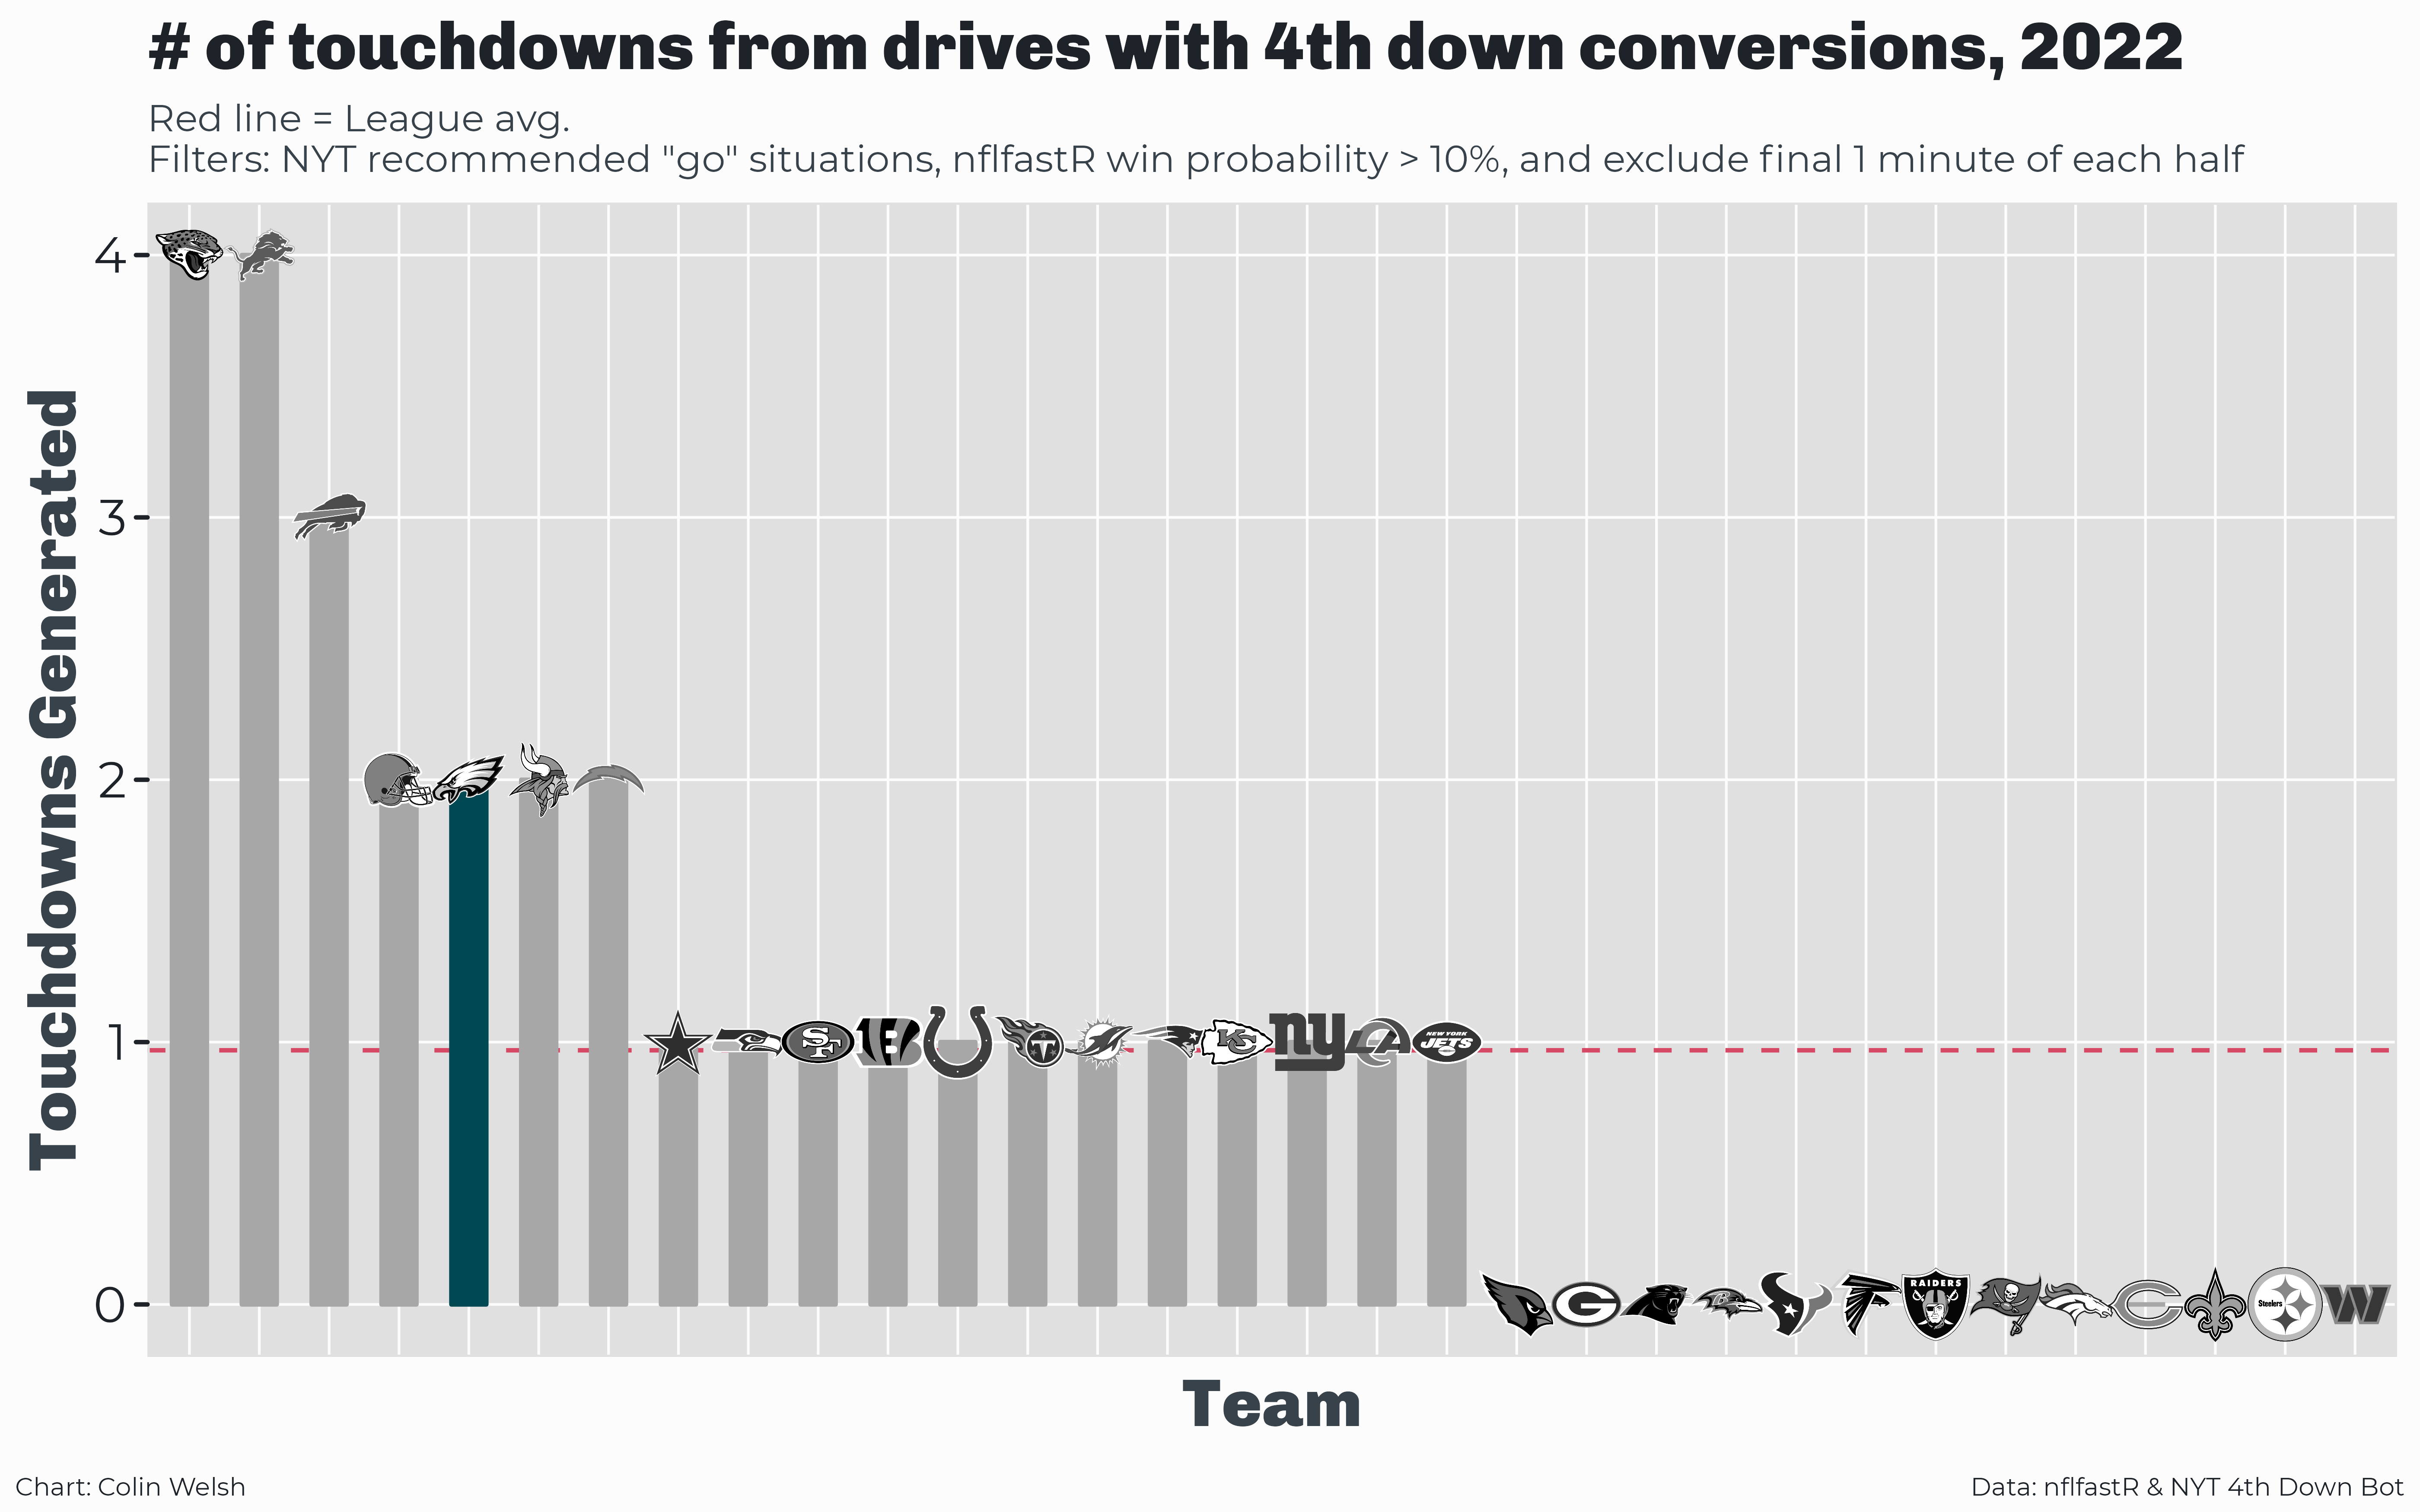 # of touchdowns from drives with 4th down conversions, 2022
Red line = League avg.
Filters: NYT recommended "go" situations, nflfastR win probability > 10%, and exclude final 1 minute of each half
Touchdowns Generated
4
3
2
1
0
SF
B
T
KC
ny
LA
NEW YORK
JETS
G
B
RAIDERS
C
Steelers
W
Team
Chart: Colin Welsh
Data: nflfastR & NYT 4th Down Bot